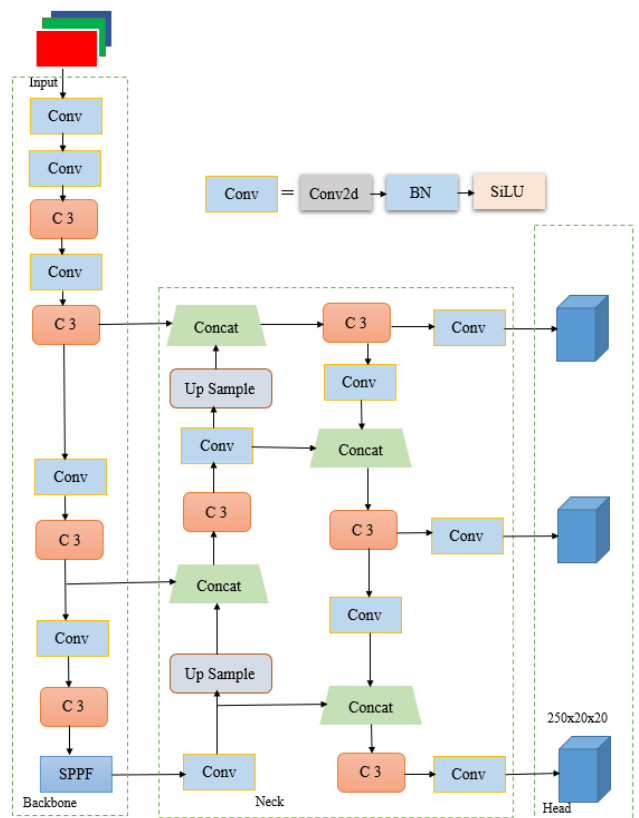 Input
Conv
Conv
C 3
Conv
C 3
Conv
C 3
Conv
C 3
SPPF
Backbone
Conv
=
Conv2d
BN
SiLU
Concat
Up Sample
Conv
C 3
Concat
Up Sample
Conv
Neck
C 3
Conv
Conv
Concat
C 3
Conv
Conv
Concat
C 3
Conv
250x20x20
Head